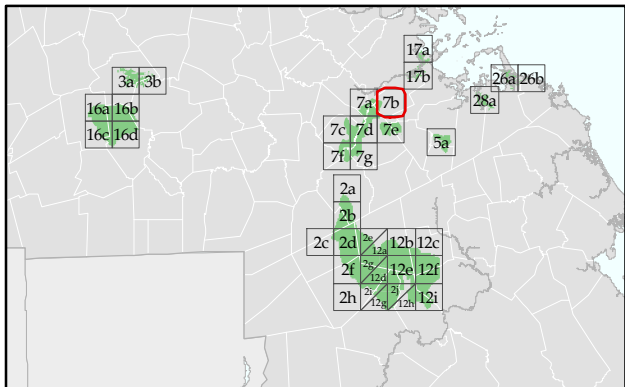 17a
17b
26a 26b
28a
3a 3b
16a 16b
16c 16d
7a 7b
7c 7d 7e
7f 7g
5a
2a
2b
2c 2d 2e 12a 12b 12c
2f 2g 12d 12e 12f
2h 2i 12g 2j 12h 12i